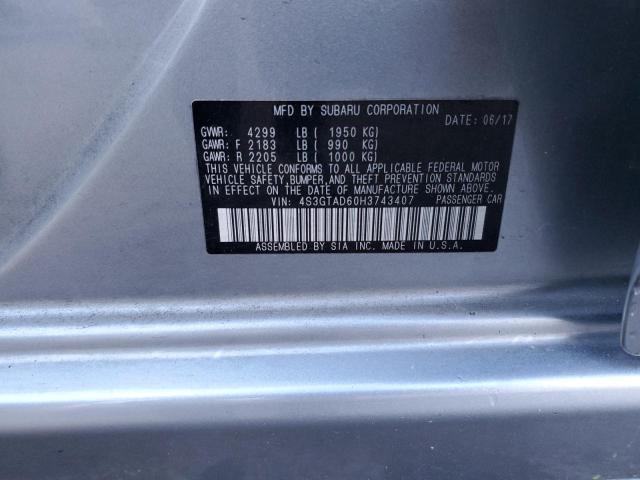 MFD BY SUBARU CORPORATION
DATE: 06/17
GVWR: 4299 LB ( 1950 KG)
GAWR: F 2183 LB ( 990 KG)
GAWR: R 2205 LB ( 1000 KG)
THIS VEHICLE CONFORMS TO ALL APPLICABLE FEDERAL MOTOR
VEHICLE SAFETY, BUMPER, AND THEFT PREVENTION STANDARDS
IN EFFECT ON THE DATE OF MANUFACTURE SHOWN ABOVE.
VIN: 4S3GTAD60H3743407 PASSENGER CAR
ASSEMBLED BY SIA INC. MADE IN U.S.A.